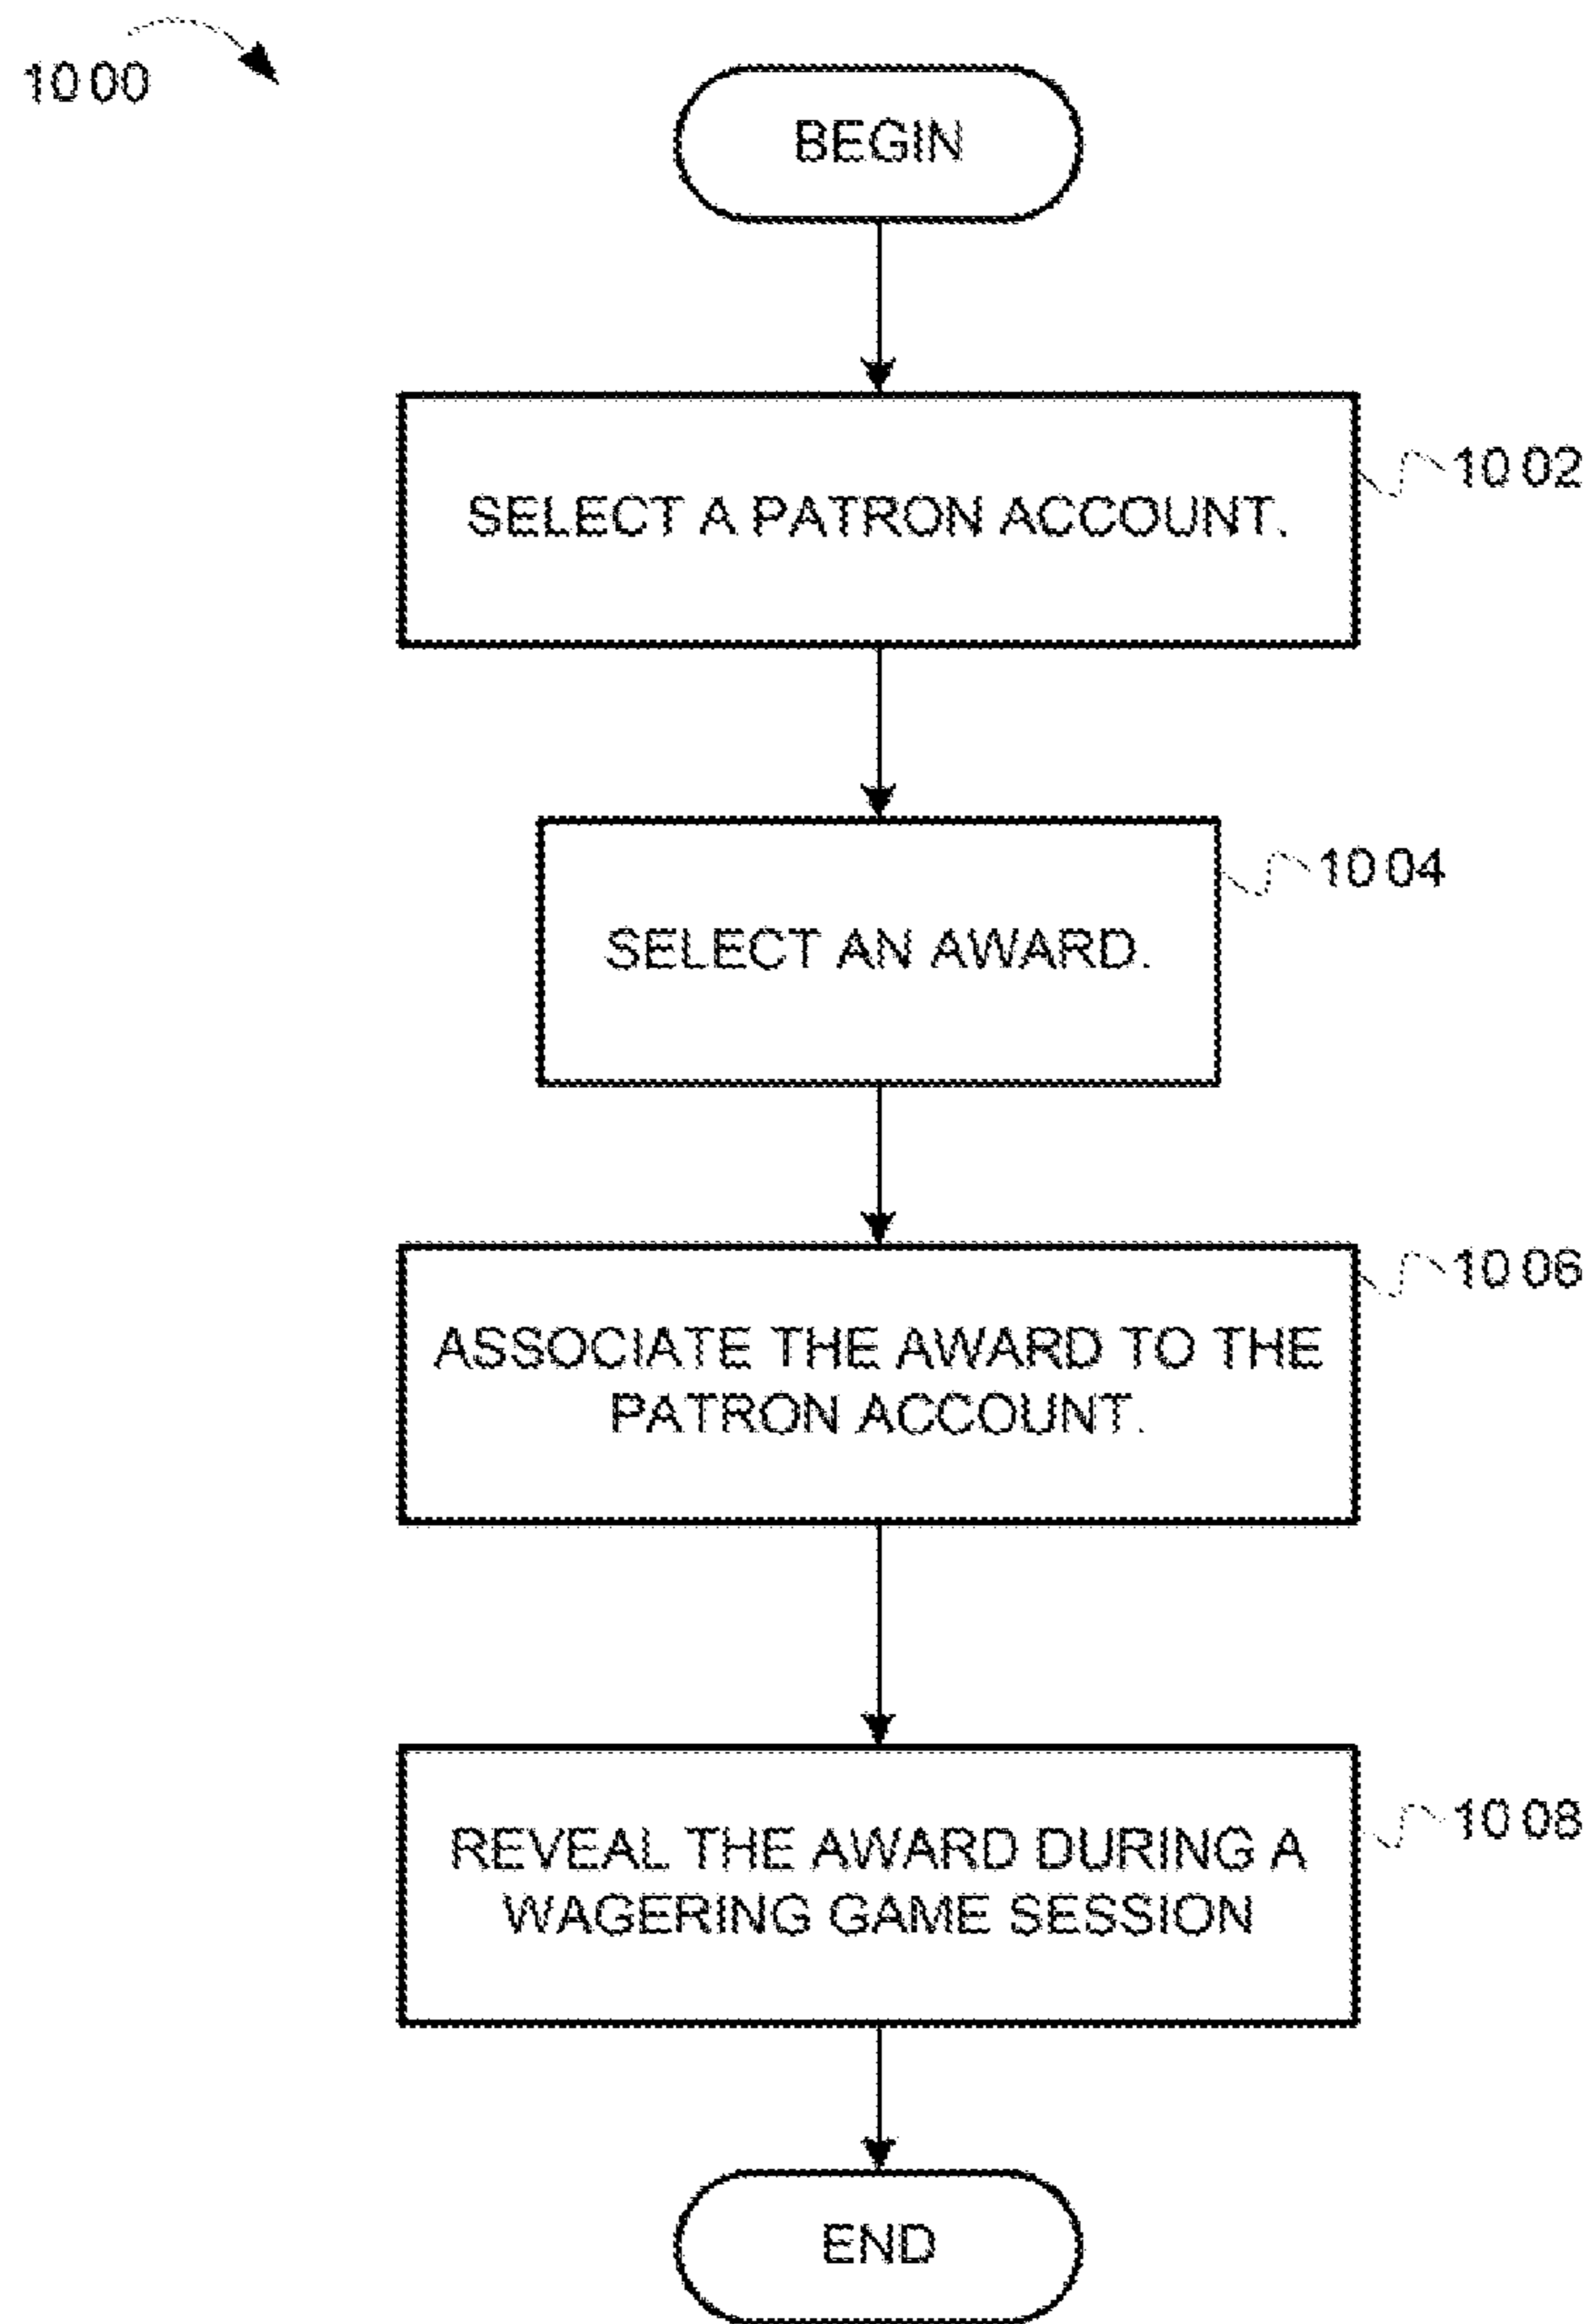 1000
BEGIN
SELECT A PATRON ACCOUNT.
1002
SELECT AN AWARD.
1004
ASSOCIATE THE AWARD TO THE
PATRON ACCOUNT.
1006
REVEAL THE AWARD DURING A
WAGERING GAME SESSION
1008
END